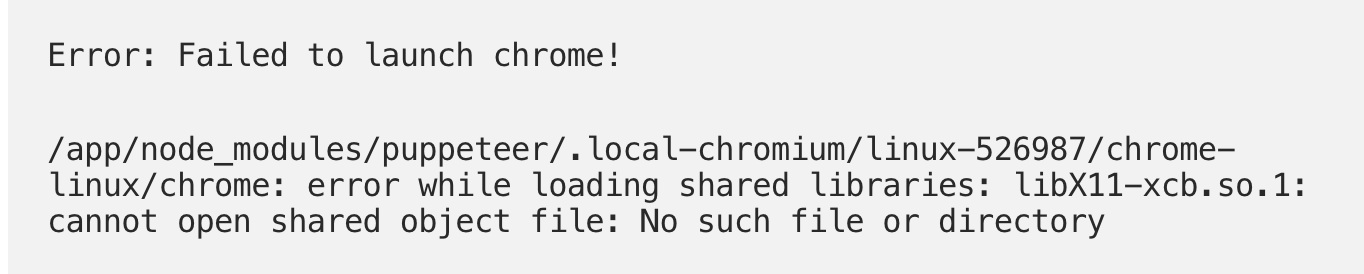 Error: Failed to launch chrome!
/app/node_modules/puppeteer/.local-chromium/linux-526987/chrome-
linux/chrome: error while loading shared libraries: libX11-xcb.so.1:
cannot open shared object file: No such file or directory